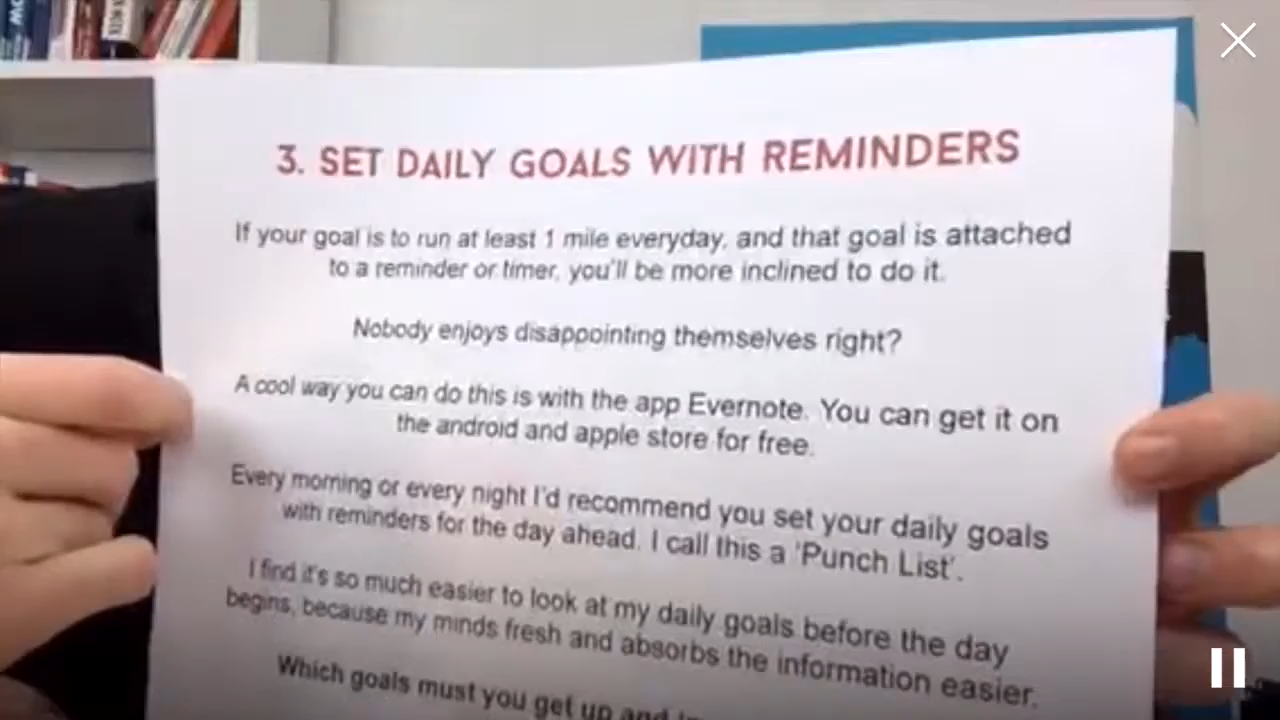 3. SET DAILY GOALS WITH REMINDERS
If your goal is to run at least 1 mile everyday, and that goal is attached
to a reminder or timer, you'll be more inclined to do it.
Nobody enjoys disappointing themselves right?
A cool way you can do this is with the app Evernote. You can get it on
the android and apple store for free.
Every morning or every night I'd recommend you set your daily goals
with reminders for the day ahead. I call this a 'Punch List'.
I find it's so much easier to look at my daily goals before the day
begins, because my minds fresh and absorbs the information easier.
Which goals must you get up and